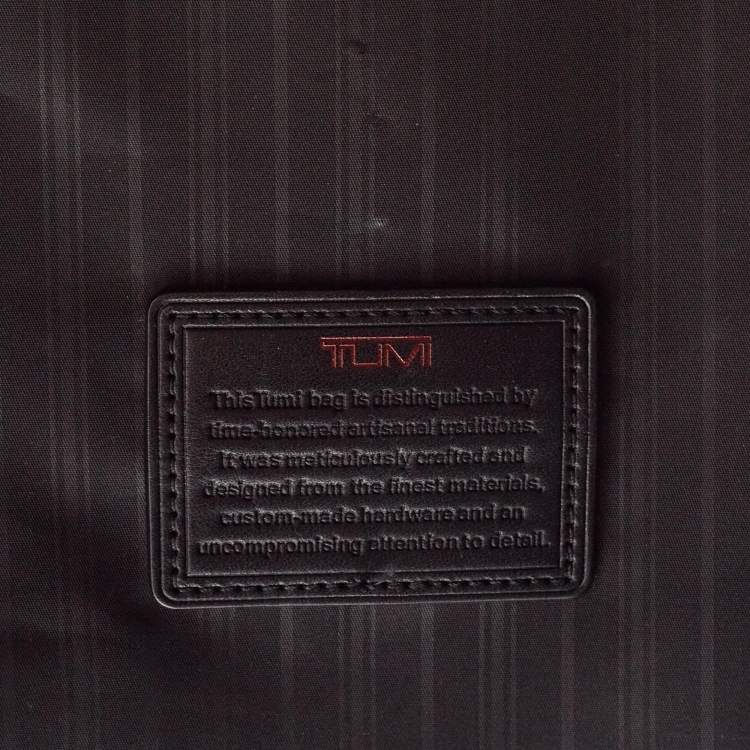 TUMI
This Tumi bag is distinguished by
time-honored artisanal traditions.
It was meticulously crafted and
designed from the finest materials,
custom-made hardware and an
uncompromising attention to detail.